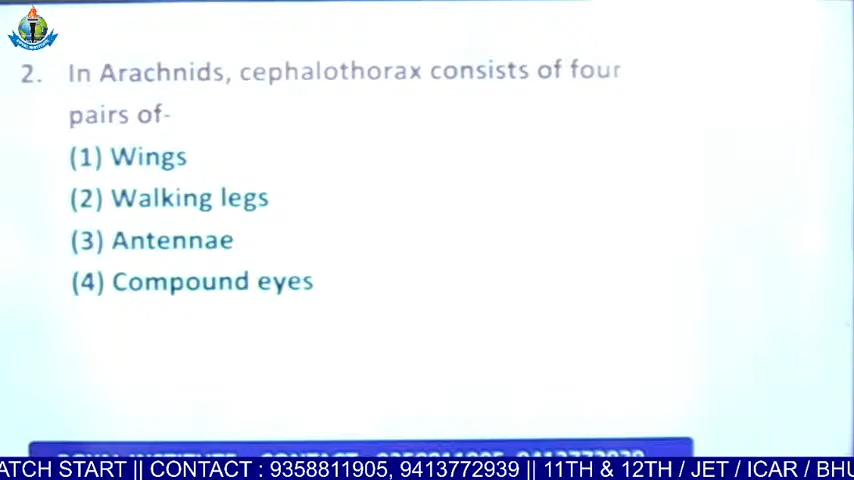 2. In Arachnids, cephalothorax consists of four
pairs of-
(1) Wings
(2) Walking legs
(3) Antennae
(4) Compound eyes
ATCH START || CONTACT : 9358811905, 9413772939 || 11TH & 12TH / JET / ICAR / BHU